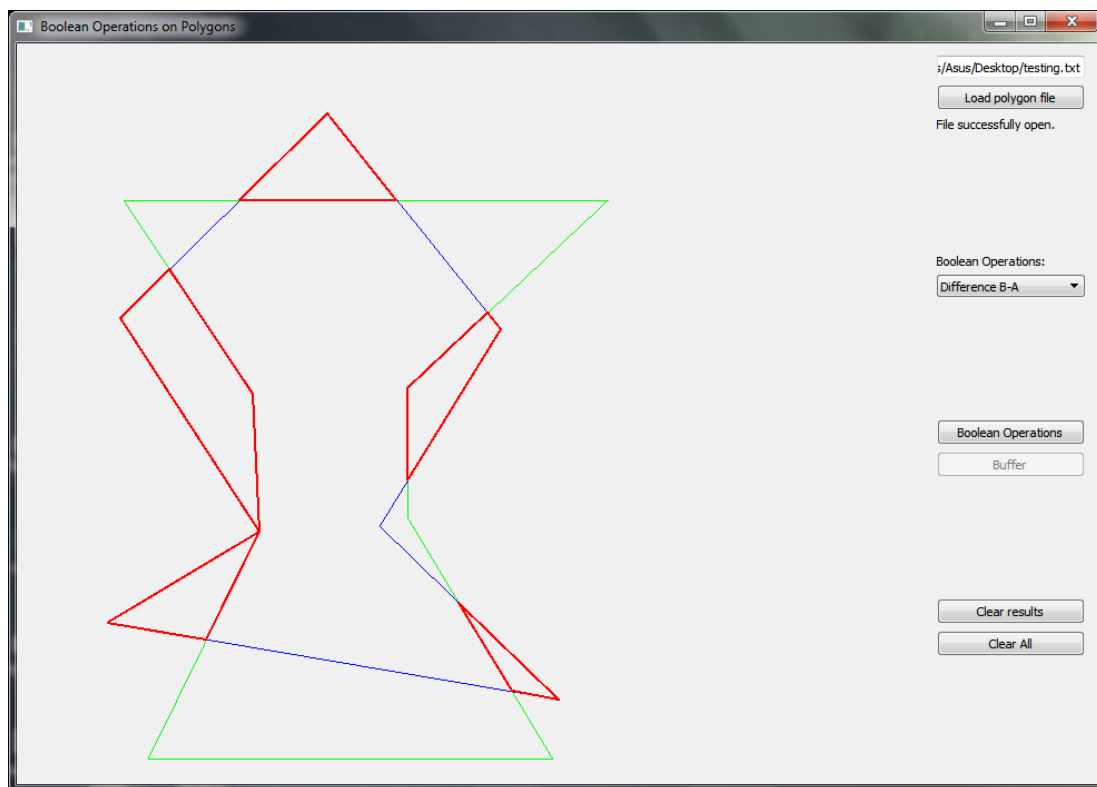 Boolean Operations on Polygons
s/Asus/Desktop/testing.txt
Load polygon file
File successfully open.
Boolean Operations:
Difference B-A
Boolean Operations
Buffer
Clear results
Clear All